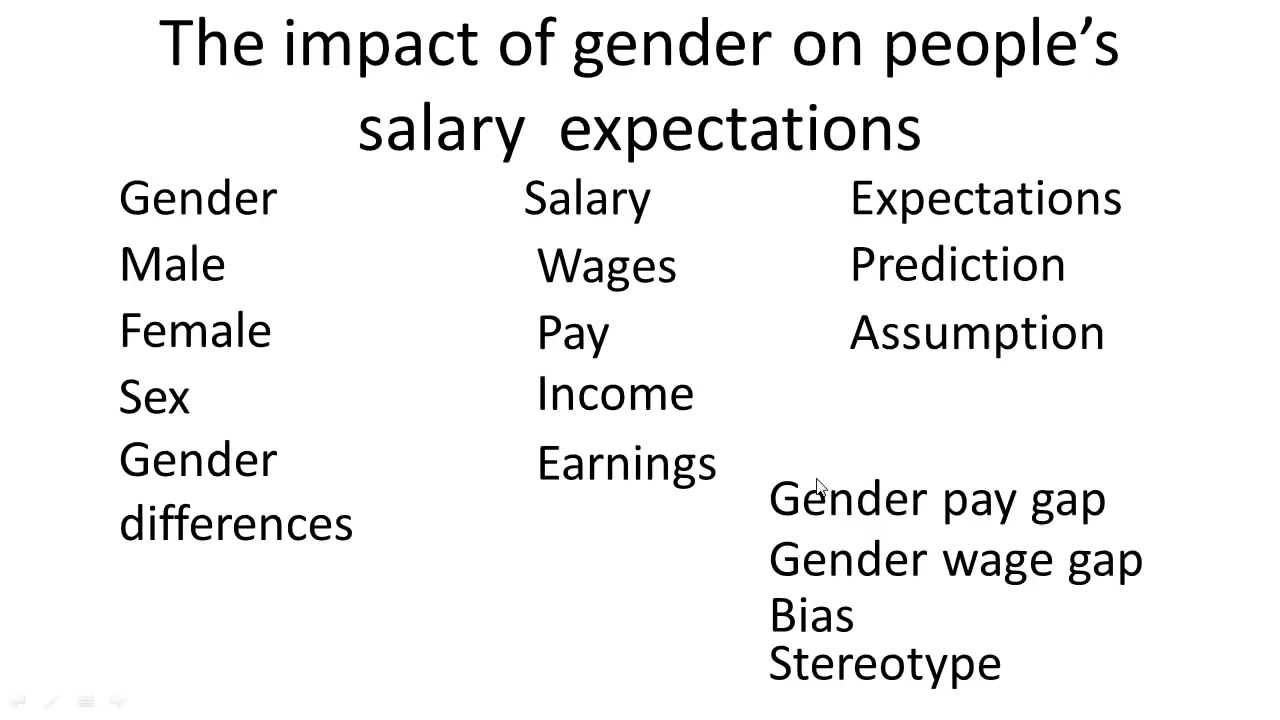 The impact of gender on people’s
salary  expectations
Gender
Male
Female
Sex
Gender
differences
Salary
Wages
Pay
Income
Earnings
Expectations
Prediction
Assumption
Gender pay gap
Gender wage gap
Bias
Stereotype